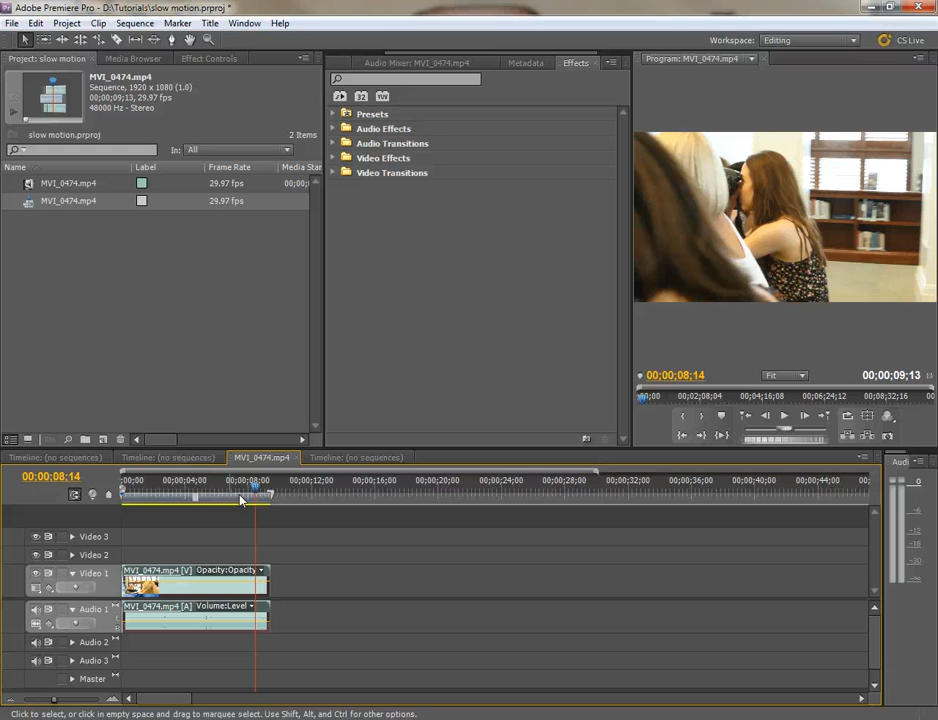 Adobe Premiere Pro - D:\Tutorials\slow motion.prproj *
File Edit Project Clip Sequence Marker Title Window Help
Workspace: Editing CS Live
Project: slow motion Media Browser Effect Controls
MVI_0474.mp4
Sequence, 1920 x 1080 (1.0)
00;00;09;13, 29.97 fps
48000 Hz - Stereo
slow motion.prproj 2 Items
In: All
Name Label Frame Rate Media Star
MVI_0474.mp4 29.97 fps 00;00;0
MVI_0474.mp4 29.97 fps
Audio Mixer: MVI_0474.mp4 Metadata Effects
Presets
Audio Effects
Audio Transitions
Video Effects
Video Transitions
Program: MVI_0474.mp4
00;00;08;14 Fit 00;00;09;13
00;00 00;02;08;04 00;04;16;08 00;06;24;12 00;08;32;16 00
Timeline: (no sequences) Timeline: (no sequences) MVI_0474.mp4 Timeline: (no sequences)
00;00;08;14
;00;00 00;00;04;00 00;00;08;00 00;00;12;00 00;00;16;00 00;00;20;00 00;00;24;00 00;00;28;00 00;00;32;00 00;00;36;00 00;00;40;00 00;00;44;00 00;
Video 3
Video 2
Video 1 MVI_0474.mp4 [V] Opacity:Opacity
Audio 1 MVI_0474.mp4 [A] Volume:Level
Audio 2
Audio 3
Master
Audi
0
-6
-12
-18
-30
Click to select, or click in empty space and drag to marquee select. Use Shift, Alt, and Ctrl for other options.